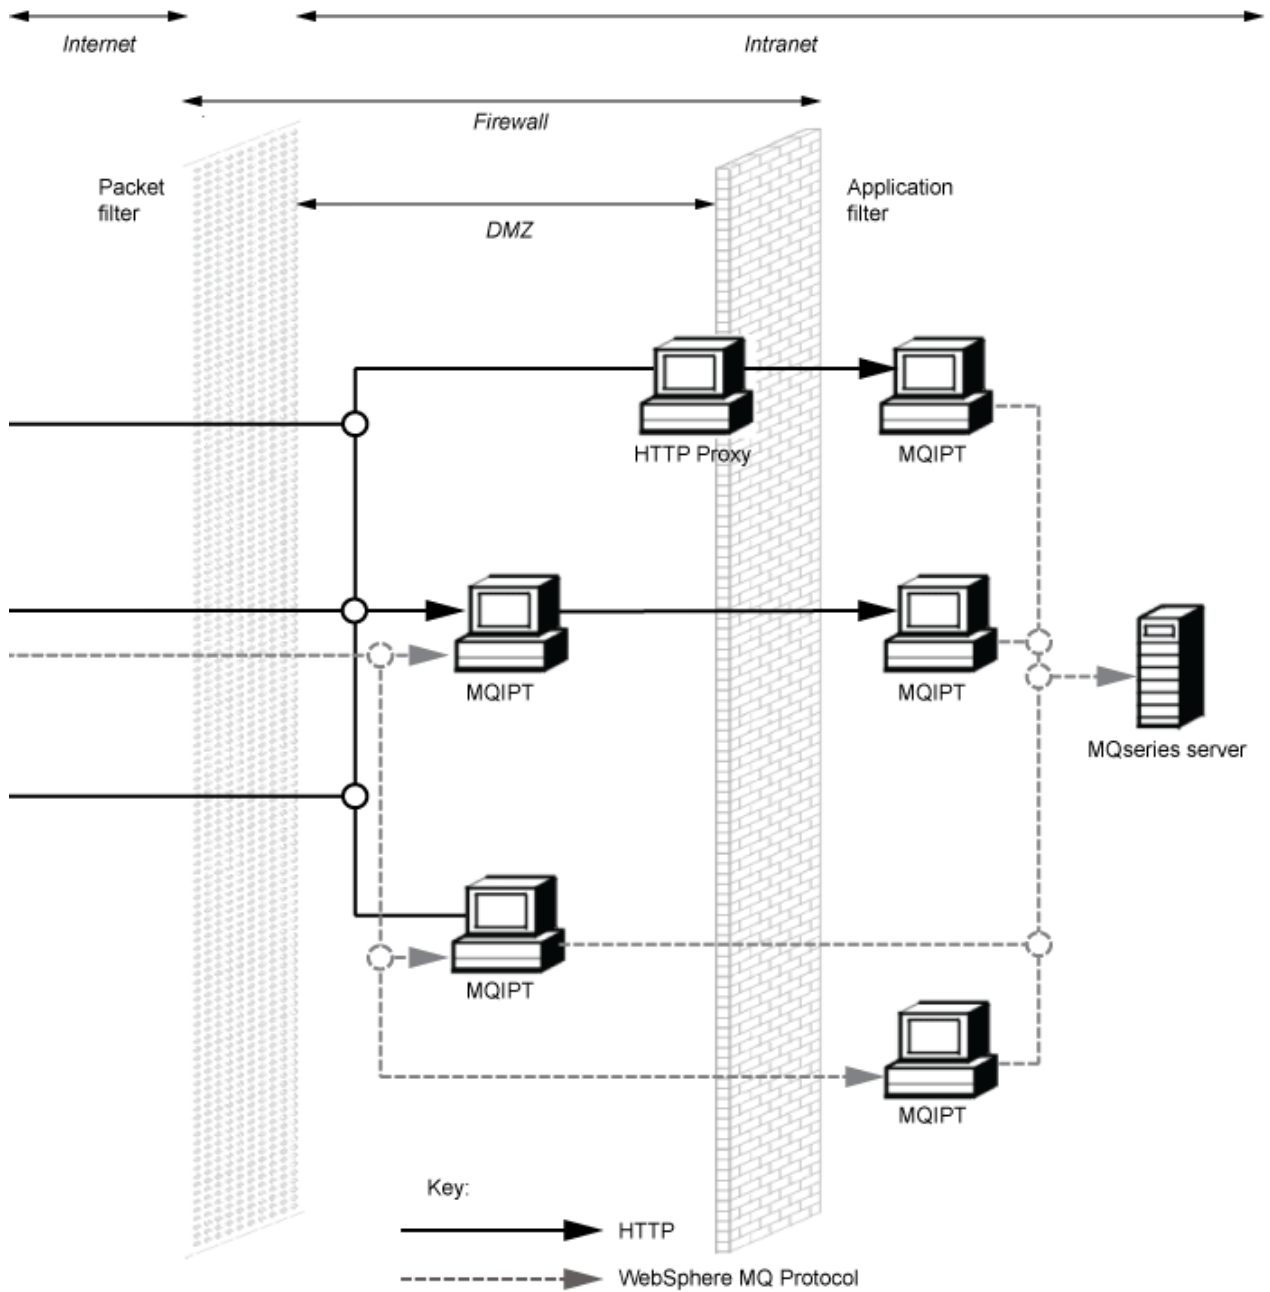 Internet
Intranet
Firewall
Packet
filter
Application
filter
DMZ
HTTP Proxy
MQIPT
MQIPT
MQIPT
MQseries server
MQIPT
MQIPT
Key:
HTTP
WebSphere MQ Protocol